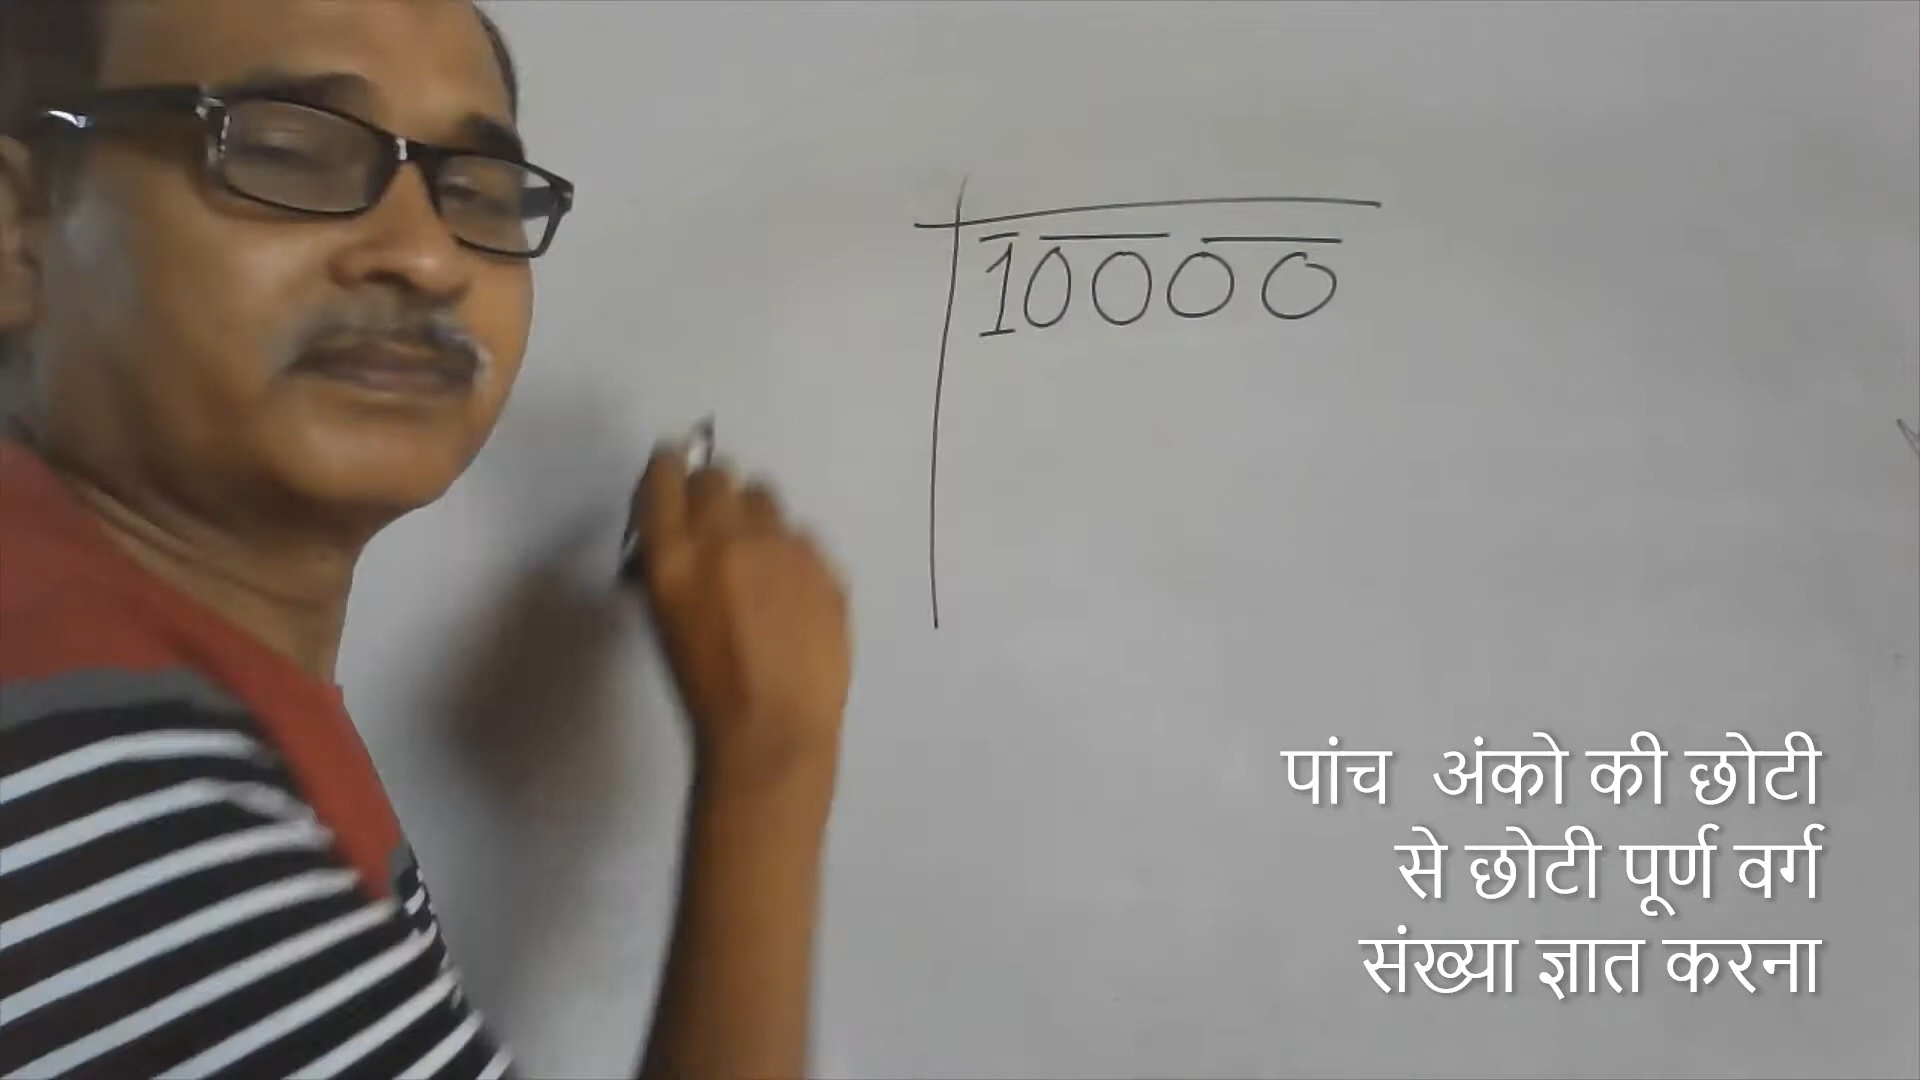 10000
पांच अंको की छोटी
से छोटी पूर्ण वर्ग
संख्या ज्ञात करना